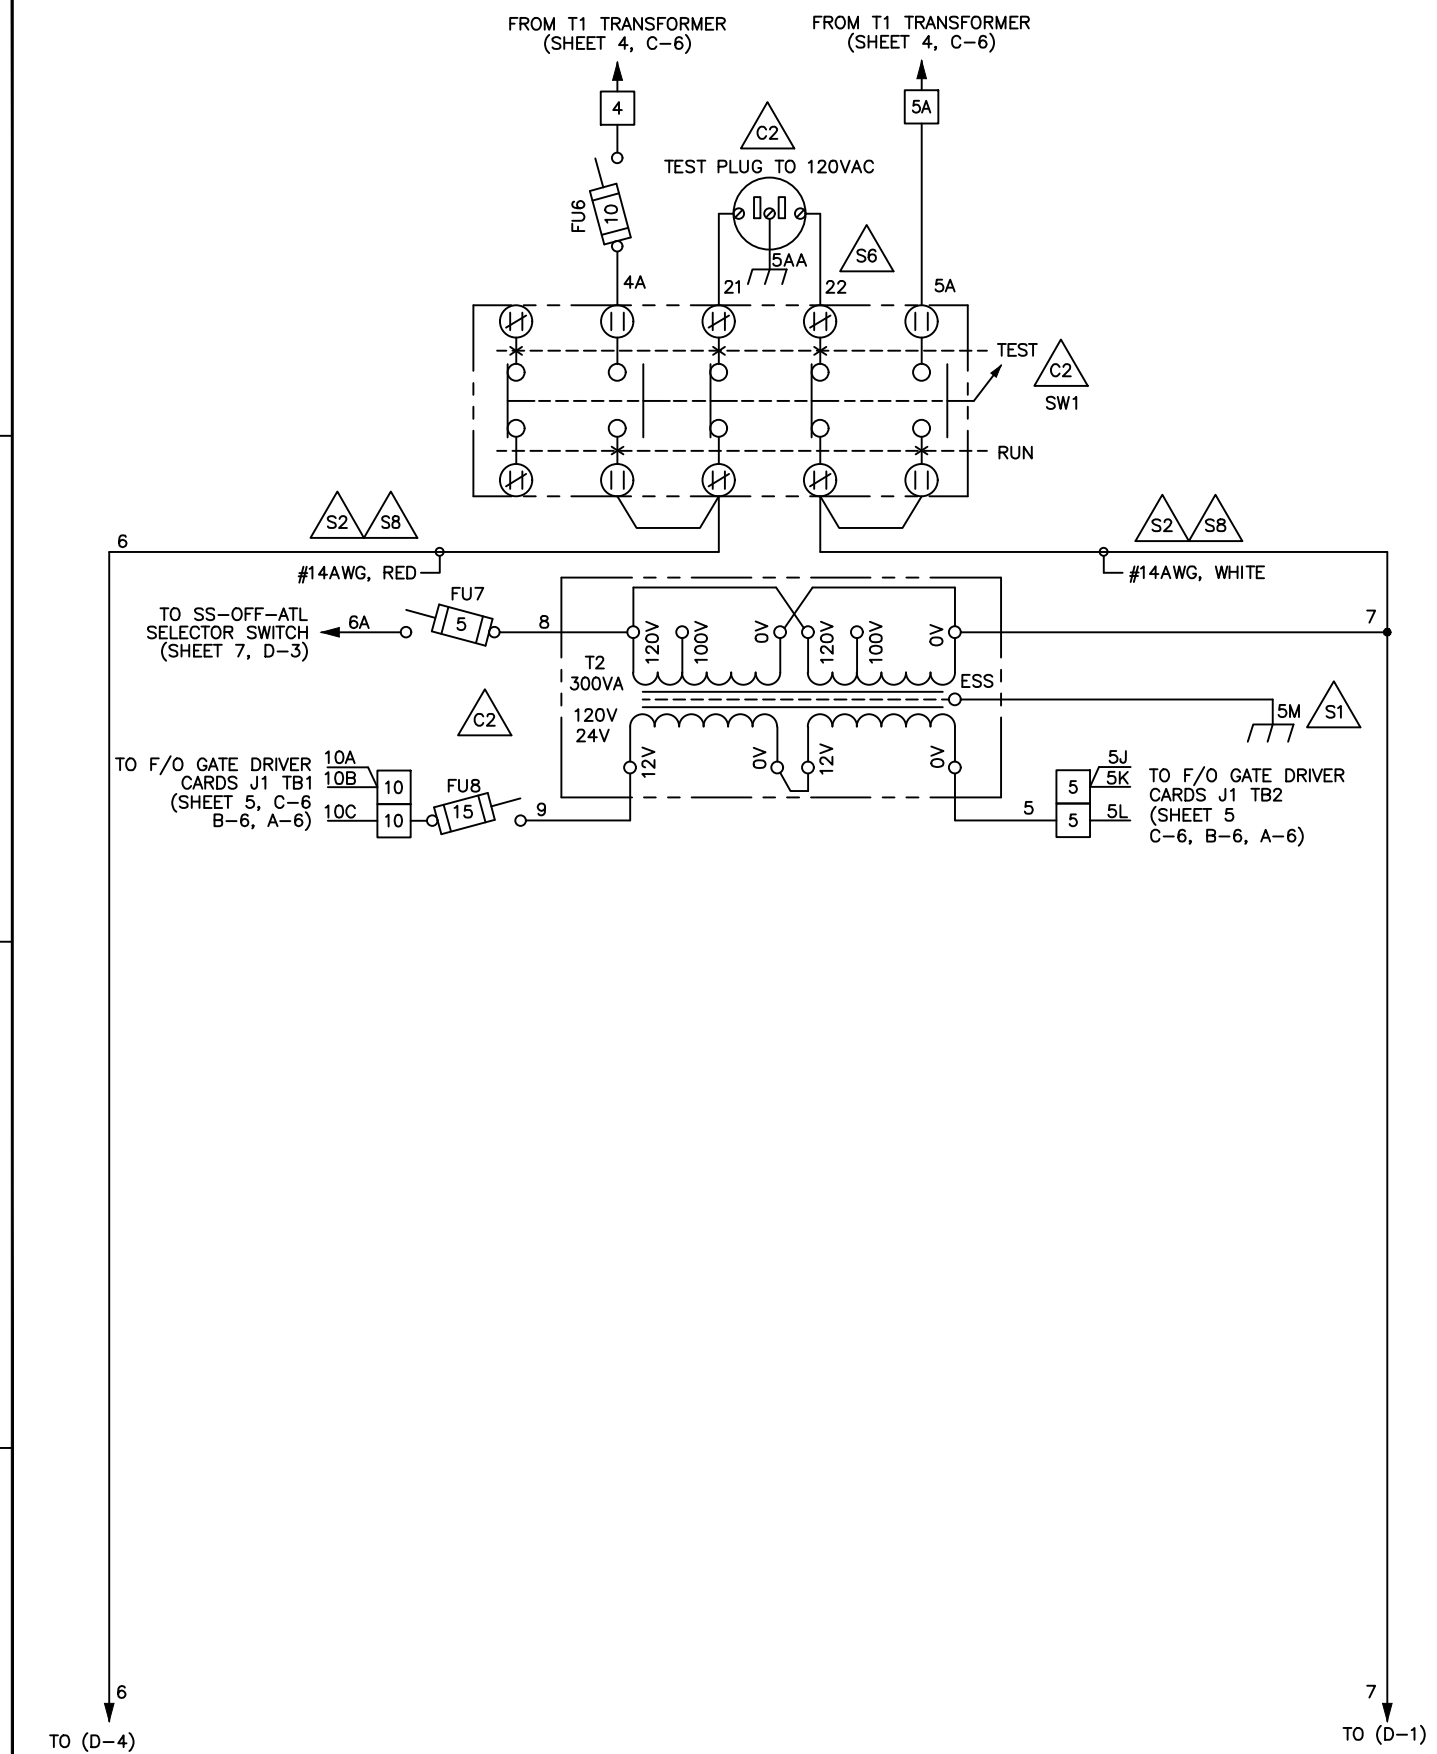 FROM T1 TRANSFORMER
(SHEET 4, C-6)
FROM T1 TRANSFORMER
(SHEET 4, C-6)
4
5A
C2
TEST PLUG TO 120VAC
FU6
10
S6
5AA
4A
21
22
5A
TEST
C2
SW1
RUN
S2
S8
S2
S8
6
#14AWG, RED
#14AWG, WHITE
FU7
TO SS-OFF-ATL
SELECTOR SWITCH
(SHEET 7, D-3)
6A
5
8
7
120V
100V
0V
120V
100V
0V
T2
300VA
ESS
120V
24V
C2
5M
S1
12V
0V
12V
0V
TO F/O GATE DRIVER
CARDS J1 TB1
(SHEET 5, C-6
B-6, A-6)
10A
10B
10C
10
10
FU8
15
9
5
5
5
5J
5K
5L
TO F/O GATE DRIVER
CARDS J1 TB2
(SHEET 5
C-6, B-6, A-6)
6
TO (D-4)
7
TO (D-1)